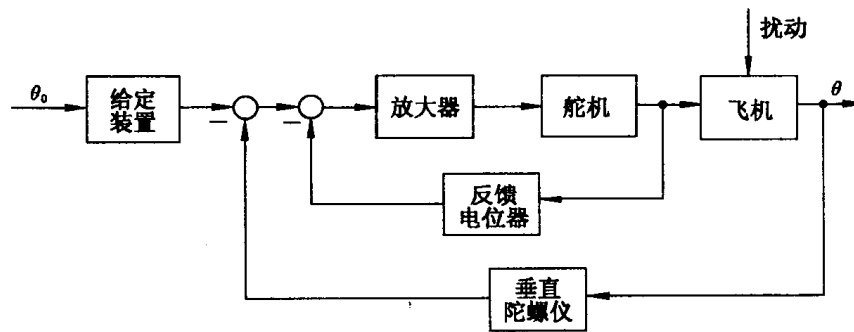 扰动
θ₀
给定
装置
放大器
舵机
飞机
θ
反馈
电位器
垂直
陀螺仪